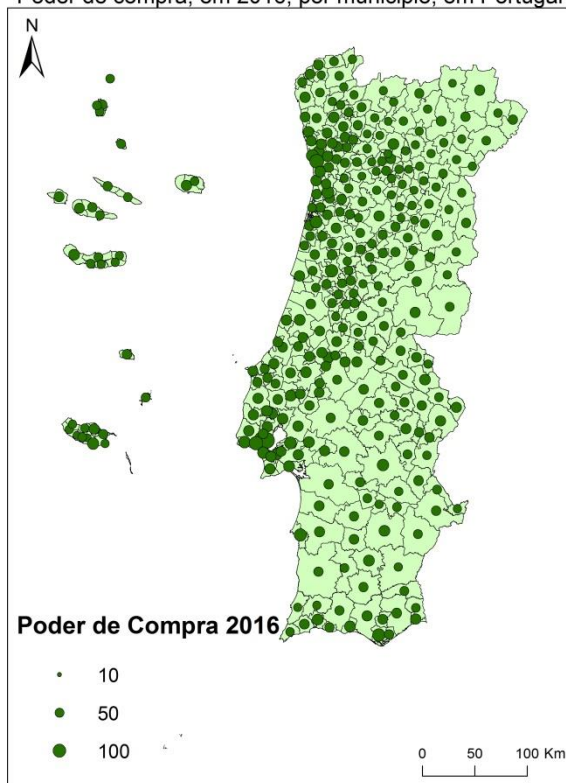 Poder de compra, em 2016, por município, em Portugal
N
Poder de Compra 2016
10
50
100
0 50 100 Km